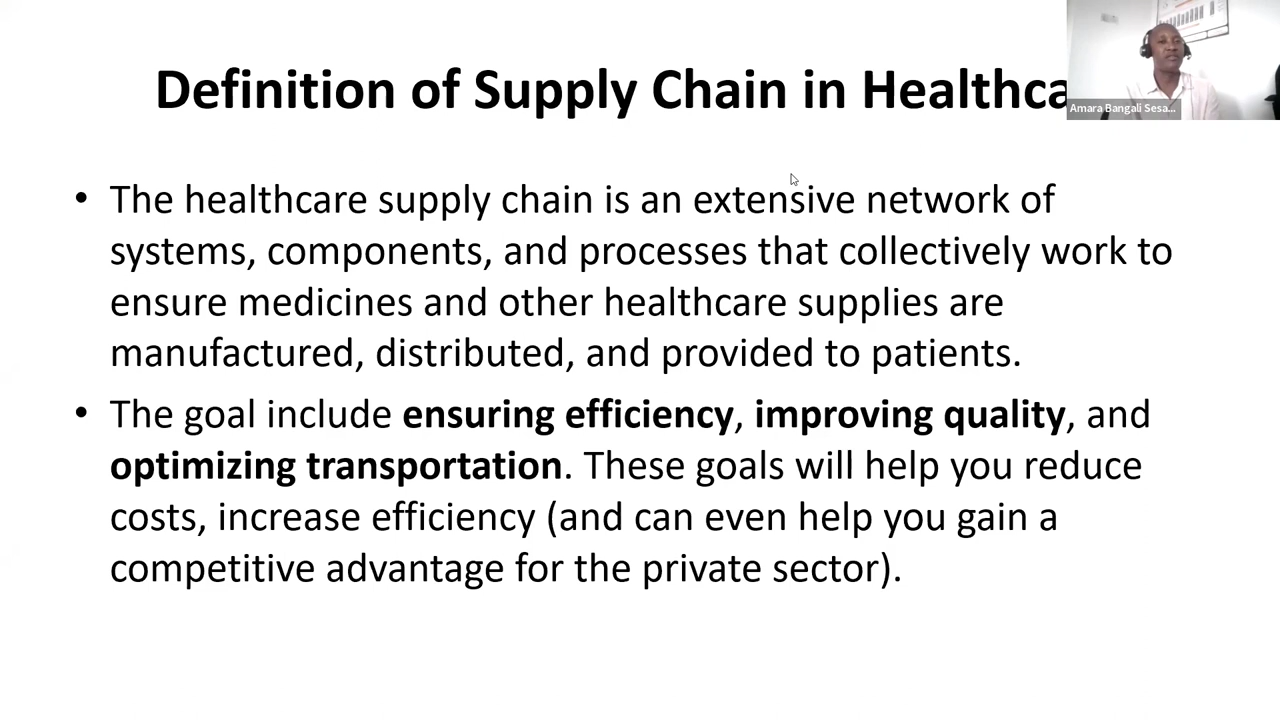 Definition of Supply Chain in Healthca
Amara Bangali Sesa...
• The healthcare supply chain is an extensive network of
systems, components, and processes that collectively work to
ensure medicines and other healthcare supplies are
manufactured, distributed, and provided to patients.
• The goal include ensuring efficiency, improving quality, and
optimizing transportation. These goals will help you reduce
costs, increase efficiency (and can even help you gain a
competitive advantage for the private sector).